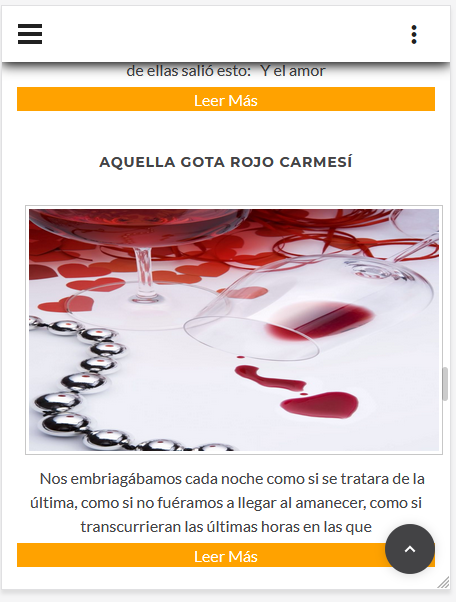 de ellas salió esto:   Y el amor
Leer Más
AQUELLA GOTA ROJO CARMESÍ
Nos embriagábamos cada noche como si se tratara de la
última, como si no fuéramos a llegar al amanecer, como si
transcurrieran las últimas horas en las que
Leer Más